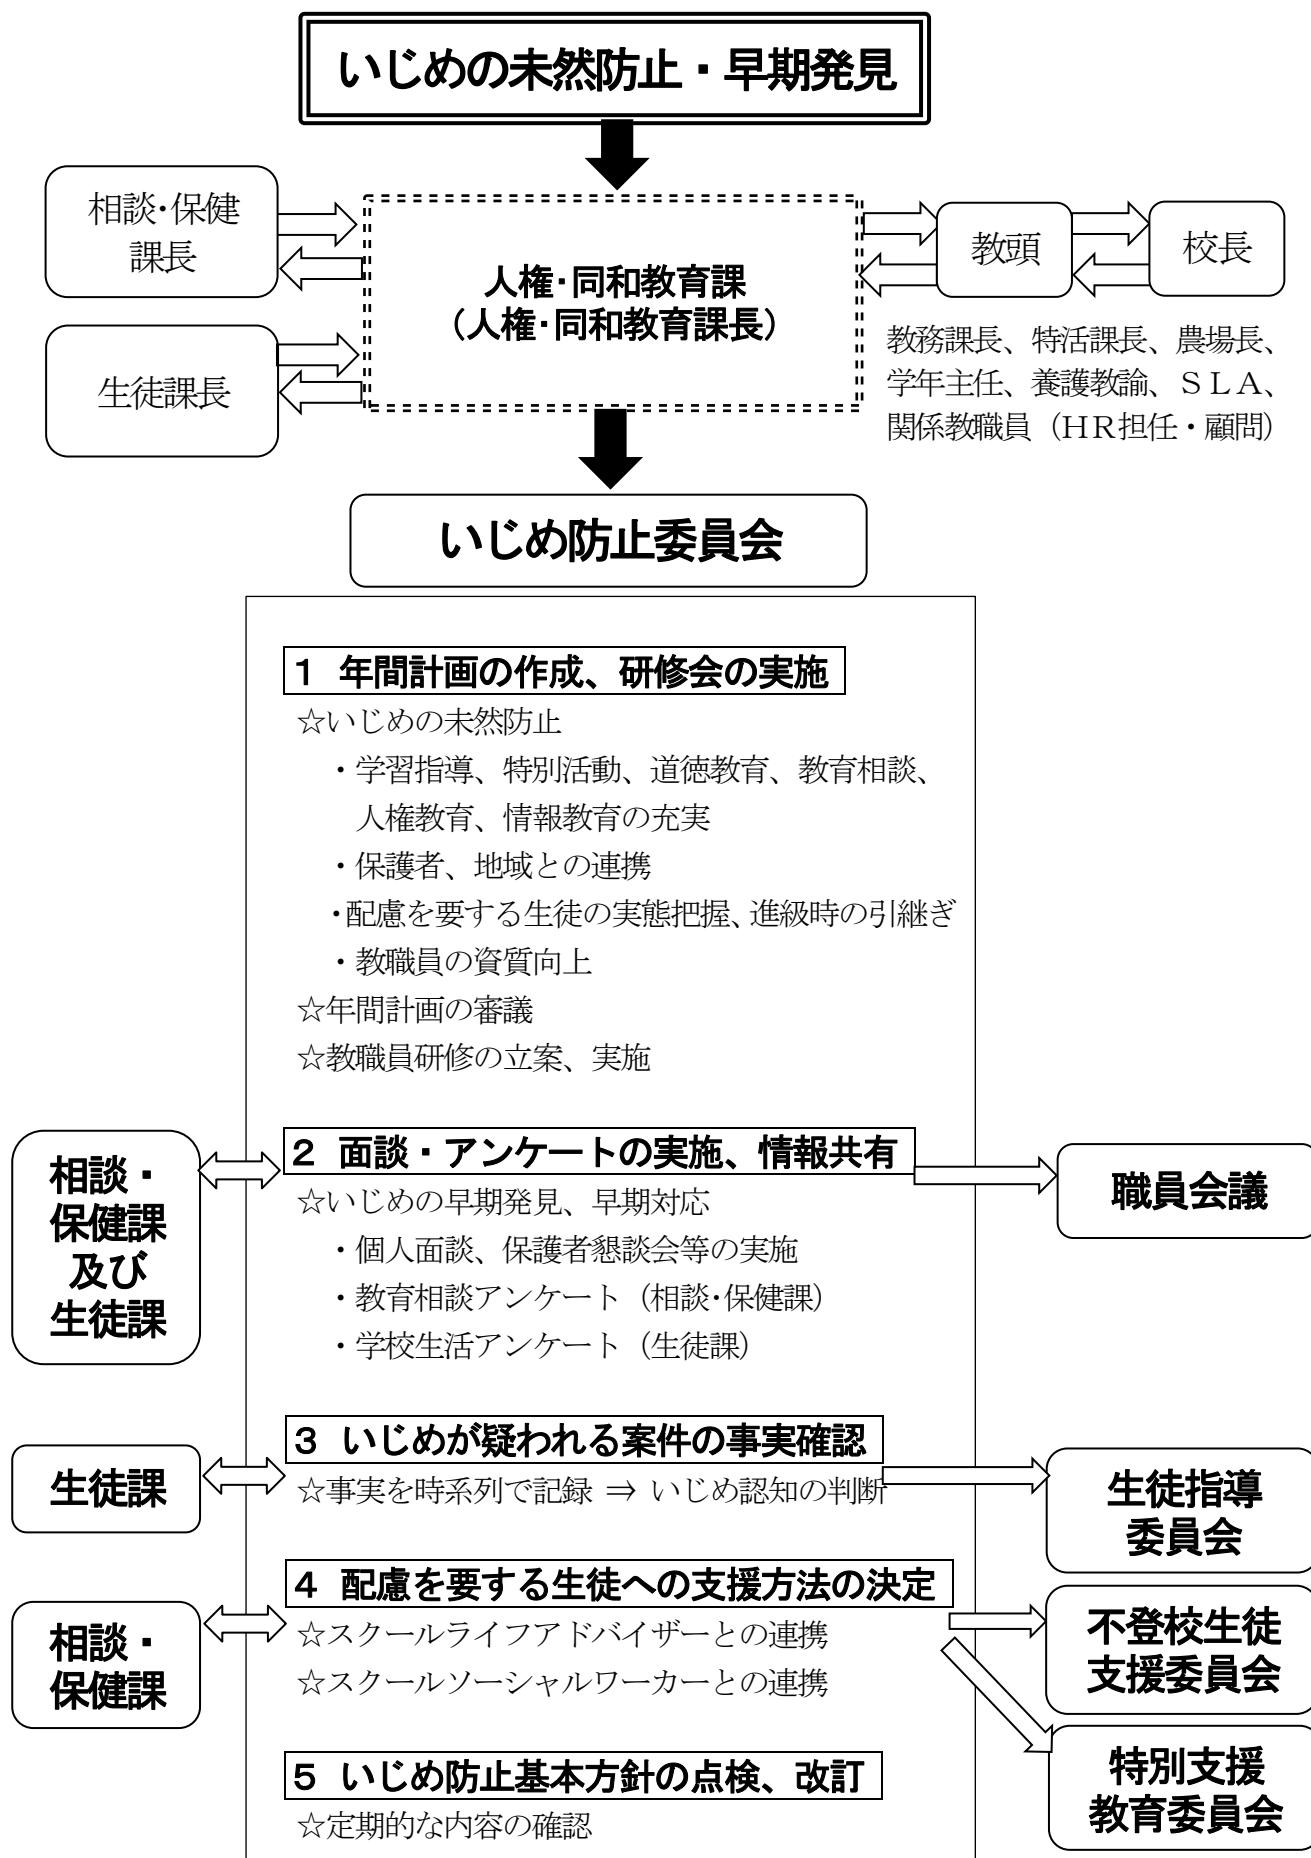 いじめの未然防止・早期発見
相談・保健
課長
人権・同和教育課
（人権・同和教育課長）
教頭
校長
生徒課長
教務課長、特活課長、農場長、
学年主任、養護教諭、ＳＬＡ、
関係教職員（ＨＲ担任・顧問）
いじめ防止委員会
１ 年間計画の作成、研修会の実施
☆いじめの未然防止
・学習指導、特別活動、道徳教育、教育相談、
人権教育、情報教育の充実
・保護者、地域との連携
・配慮を要する生徒の実態把握、進級時の引継ぎ
・教職員の資質向上
☆年間計画の審議
☆教職員研修の立案、実施
相談・
保健課
及び
生徒課
２ 面談・アンケートの実施、情報共有
☆いじめの早期発見、早期対応
・個人面談、保護者懇談会等の実施
・教育相談アンケート（相談・保健課）
・学校生活アンケート（生徒課）
職員会議
生徒課
３ いじめが疑われる案件の事実確認
☆事実を時系列で記録 ⇒ いじめ認知の判断
生徒指導
委員会
相談・
保健課
４ 配慮を要する生徒への支援方法の決定
☆スクールライフアドバイザーとの連携
☆スクールソーシャルワーカーとの連携
不登校生徒
支援委員会
特別支援
教育委員会
５ いじめ防止基本方針の点検、改訂
☆定期的な内容の確認